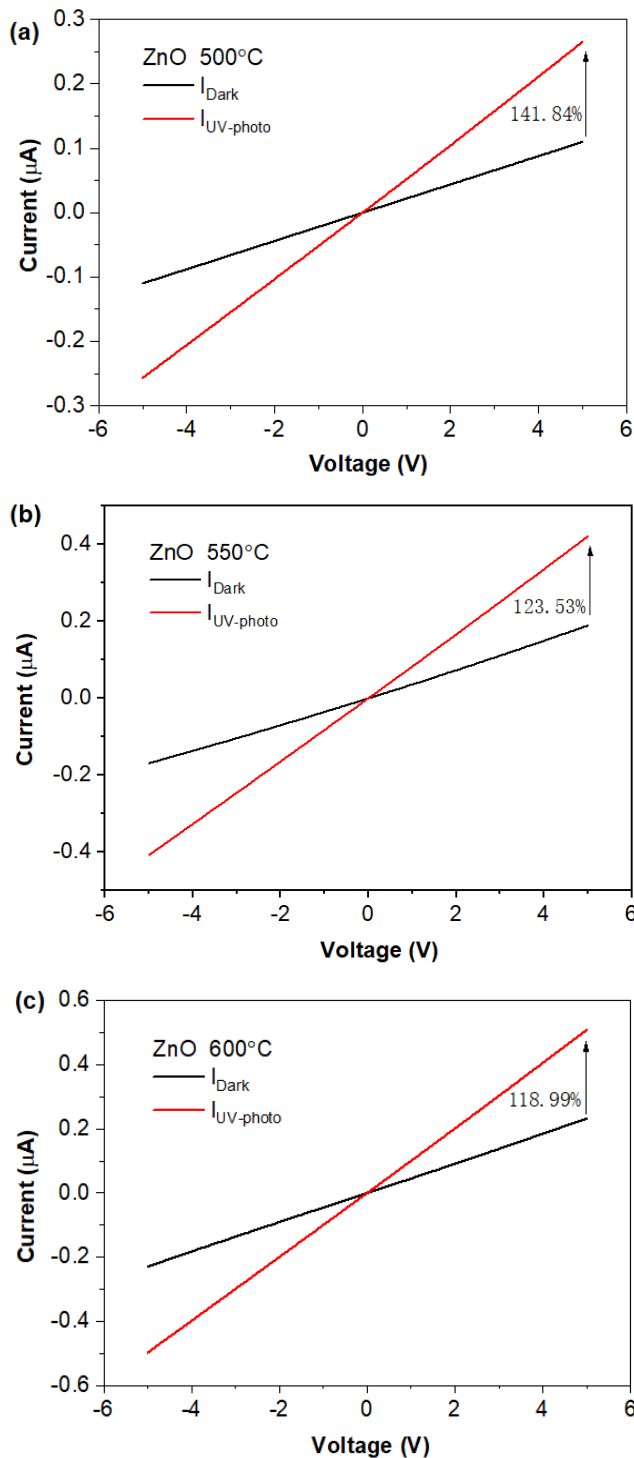 (a)
ZnO 500°C
I_Dark
I_UV-photo
141.84%
0.3
0.2
0.1
0.0
-0.1
-0.2
-0.3
Current (μA)
-6 -4 -2 0 2 4 6
Voltage (V)
(b)
ZnO 550°C
I_Dark
I_UV-photo
123.53%
0.4
0.2
0.0
-0.2
-0.4
Current (μA)
-6 -4 -2 0 2 4 6
Voltage (V)
(c)
ZnO 600°C
I_Dark
I_UV-photo
118.99%
0.6
0.4
0.2
0.0
-0.2
-0.4
-0.6
Current (μA)
-6 -4 -2 0 2 4 6
Voltage (V)